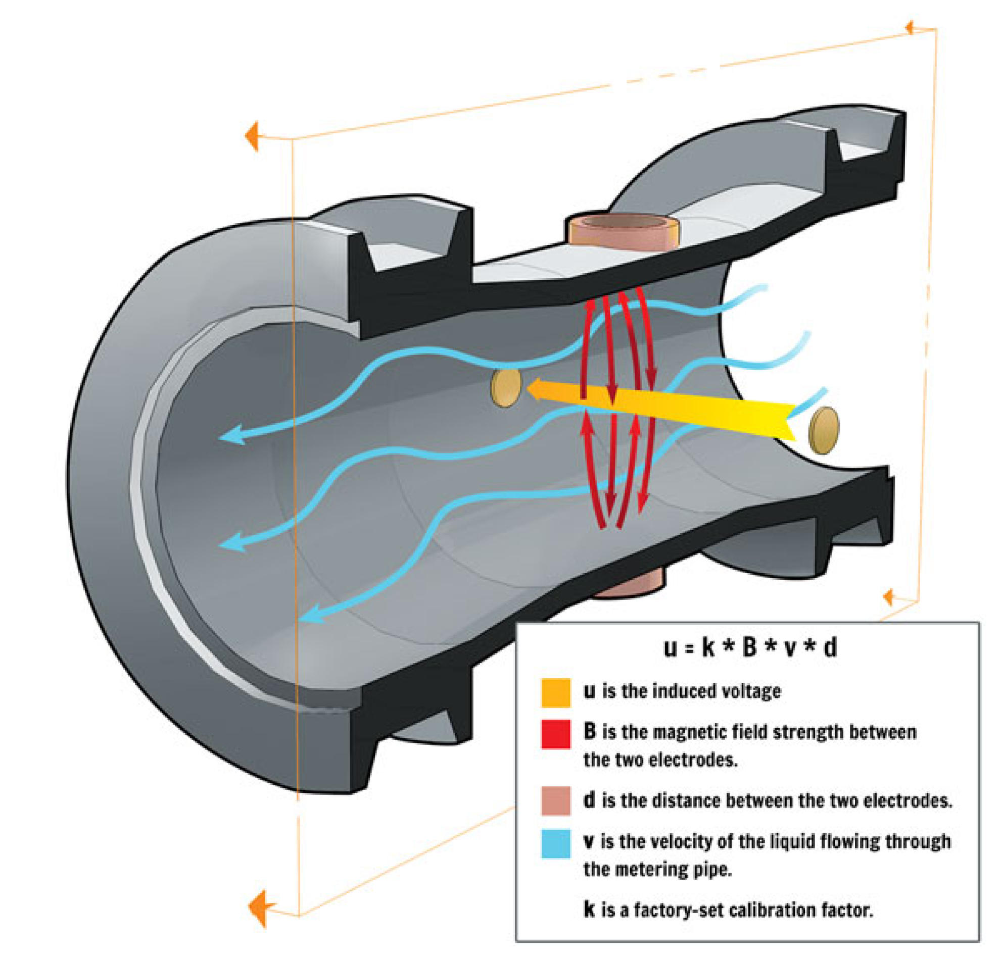 u = k * B * v * d
u is the induced voltage
B is the magnetic field strength between
the two electrodes.
d is the distance between the two electrodes.
v is the velocity of the liquid flowing through
the metering pipe.
k is a factory-set calibration factor.